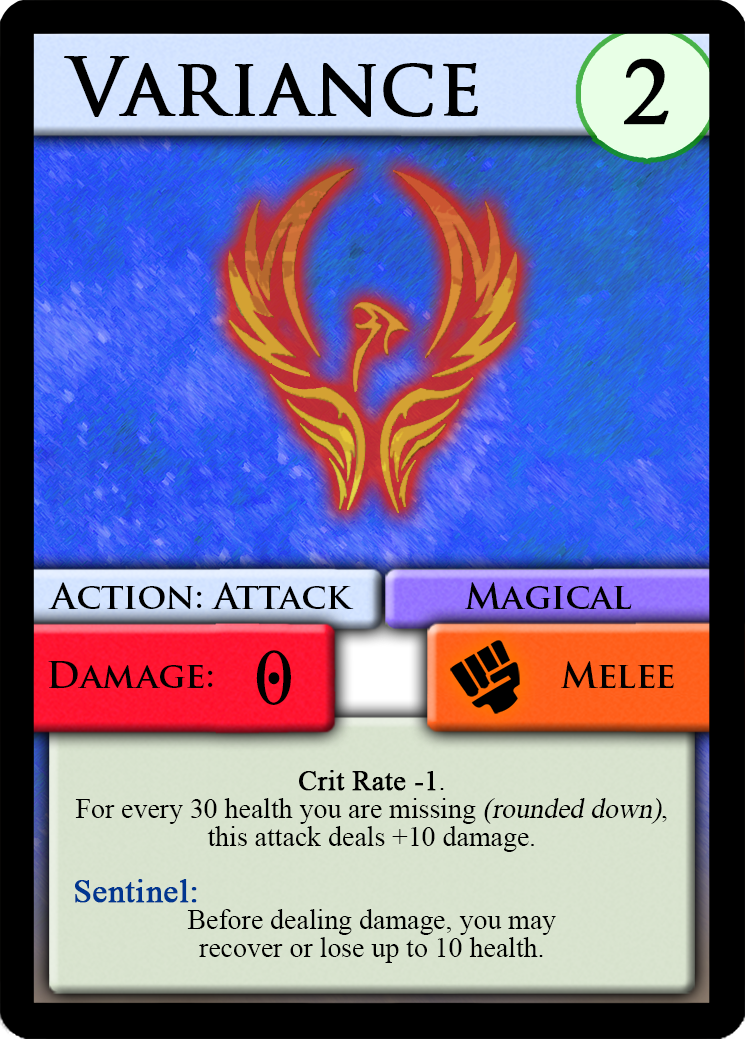 VARIANCE
2
ACTION: ATTACK
MAGICAL
DAMAGE: 0
MELEE
Crit Rate -1.
For every 30 health you are missing (rounded down),
this attack deals +10 damage.
Sentinel:
Before dealing damage, you may
recover or lose up to 10 health.